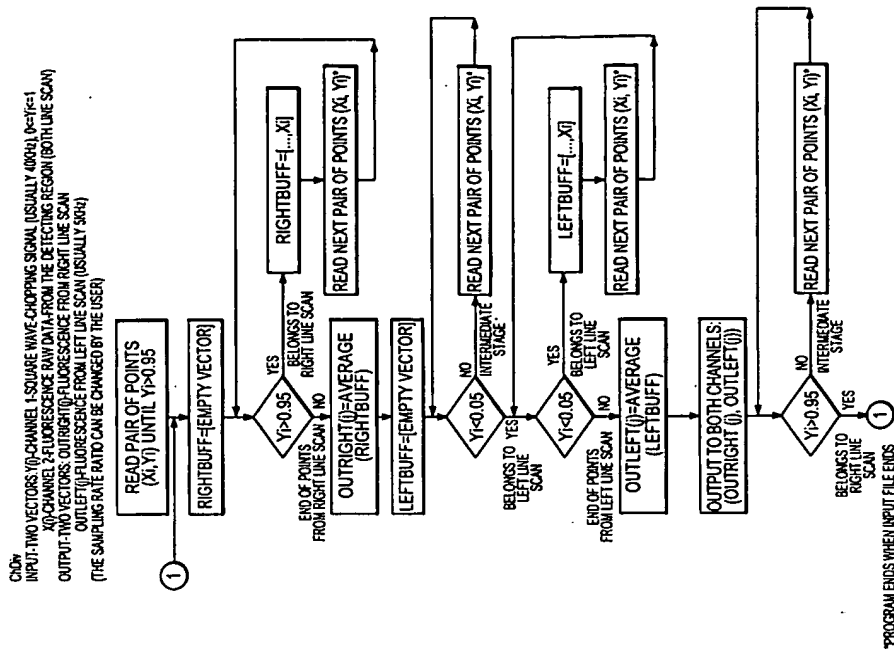 ChDiv
INPUT-TWO VECTORS:Y(i)-CHANNEL 1-SQUARE WAVE-CHOPPING SIGNAL (USUALLY 40KHz), 0<=Yi<=1
X(i)-CHANNEL 2-FLUORESCENCE RAW DATA-FROM THE DETECTING REGION (BOTH LINE SCAN)
OUTPUT-TWO VECTORS: OUTRIGHT(j)-FLUORESCENCE FROM RIGHT LINE SCAN
OUTLEFT(j)-FLUORESCENCE FROM LEFT LINE SCAN (USUALLY 5KHz)
(THE SAMPLING RATE RATIO CAN BE CHANGED BY THE USER)
READ PAIR OF POINTS
(Xi,Yi) UNTIL Yi>0.95
1
RIGHTBUFF=[EMPTY VECTOR]
Yi>0.95
YES
BELONGS TO
RIGHT LINE SCAN
RIGHTBUFF=[...,Xi]
READ NEXT PAIR OF POINTS (Xi, Yi)*
END OF POINTS
FROM RIGHT LINE SCAN
NO
OUTRIGHT(j)=AVERAGE
(RIGHTBUFF)
LEFTBUFF=[EMPTY VECTOR]
Yi<0.05
NO
INTERMEDIATE
STAGE
READ NEXT PAIR OF POINTS (Xi, Yi)*
BELONGS TO
LEFT LINE
SCAN
YES
Yi<0.05
YES
BELONGS TO
LEFT LINE
SCAN
LEFTBUFF=[...,Xi]
READ NEXT PAIR OF POINTS (Xi, Yi)*
END OF POINTS
FROM LEFT LINE SCAN
NO
OUTLEFT(j)=AVERAGE
(LEFTBUFF)
OUTPUT TO BOTH CHANNELS:
(OUTRIGHT (j), OUTLEFT(j))
Yi>0.95
NO
INTERMEDIATE
STAGE
READ NEXT PAIR OF POINTS (Xi, Yi)*
BELONGS TO
RIGHT LINE
SCAN
YES
1
*PROGRAM ENDS WHEN INPUT FILE ENDS